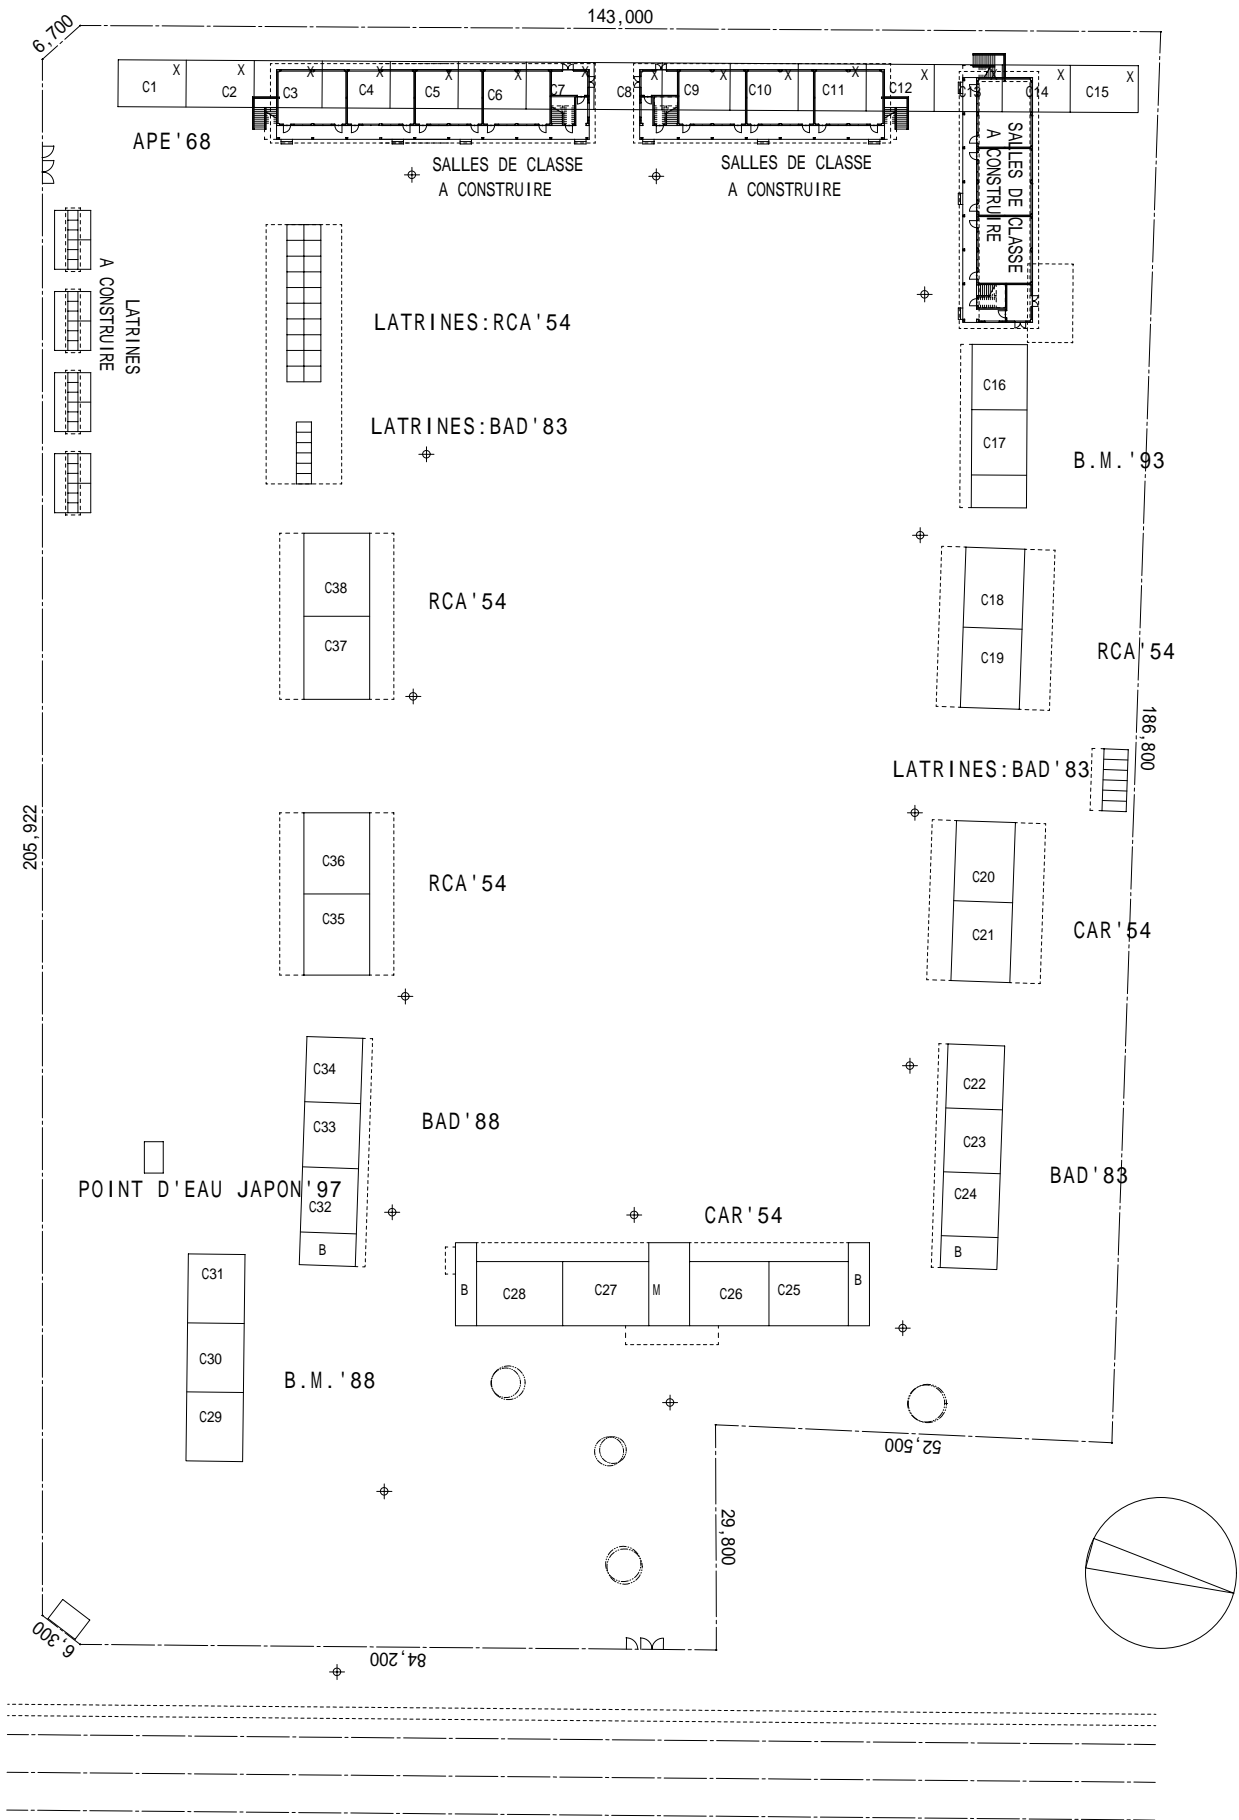 143,000
6,700
X X X X X X X X X X X X X X
C1 C2 C3 C4 C5 C6 C7 C8 C9 C10 C11 C12 C13 C14 C15
APE'68
SALLES DE CLASSE
A CONSTRUIRE
SALLES DE CLASSE
A CONSTRUIRE
SALLES DE CLASSE
A CONSTRUIRE
LATRINES
A CONSTRUIRE
LATRINES:RCA'54
LATRINES:BAD'83
C16
C17
B.M.'93
C38
C37
RCA'54
C18
C19
RCA'54
186,800
LATRINES:BAD'83
205,922
C36
C35
RCA'54
C20
C21
CAR'54
C34
C33
C32
B
BAD'88
POINT D'EAU JAPON'97
C22
C23
C24
B
BAD'83
CAR'54
B C28 C27 M C26 C25 B
C31
C30
C29
B.M.'88
52,500
29,800
6,300
84,200